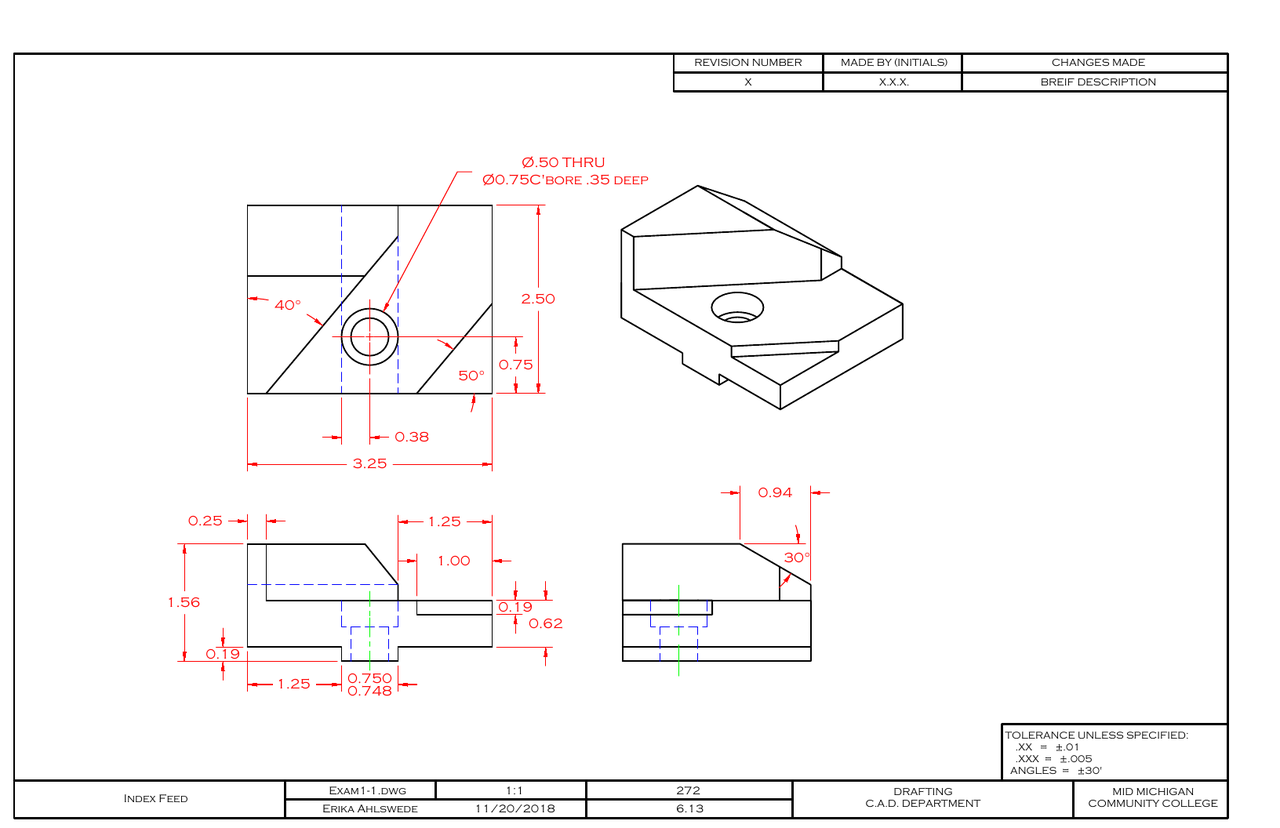 REVISION NUMBER MADE BY (INITIALS) CHANGES MADE
X X.X.X. BREIF DESCRIPTION
Ø.50 THRU
Ø0.75C'BORE .35 DEEP
40°
2.50
0.75
50°
0.38
3.25
0.94
0.25
1.25
30°
1.00
1.56
0.19
0.62
0.19
1.25
0.750
0.748
TOLERANCE UNLESS SPECIFIED:
.XX = ±.01
.XXX = ±.005
ANGLES = ±30'
INDEX FEED
EXAM1-1.DWG 1:1 272
ERIKA AHLSWEDE 11/20/2018 6.13
DRAFTING
C.A.D. DEPARTMENT
MID MICHIGAN
COMMUNITY COLLEGE